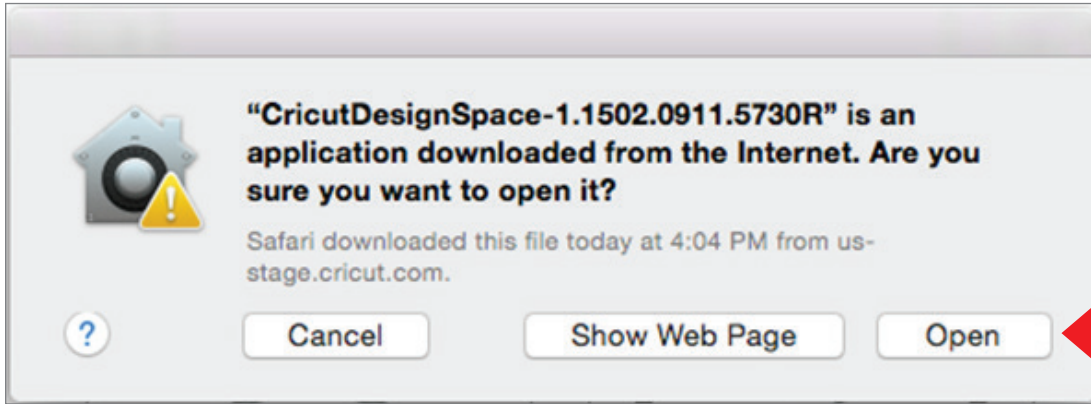 “CricutDesignSpace-1.1502.0911.5730R” is an
application downloaded from the Internet. Are you
sure you want to open it?
Safari downloaded this file today at 4:04 PM from us-
stage.cricut.com.
?
Cancel
Show Web Page
Open